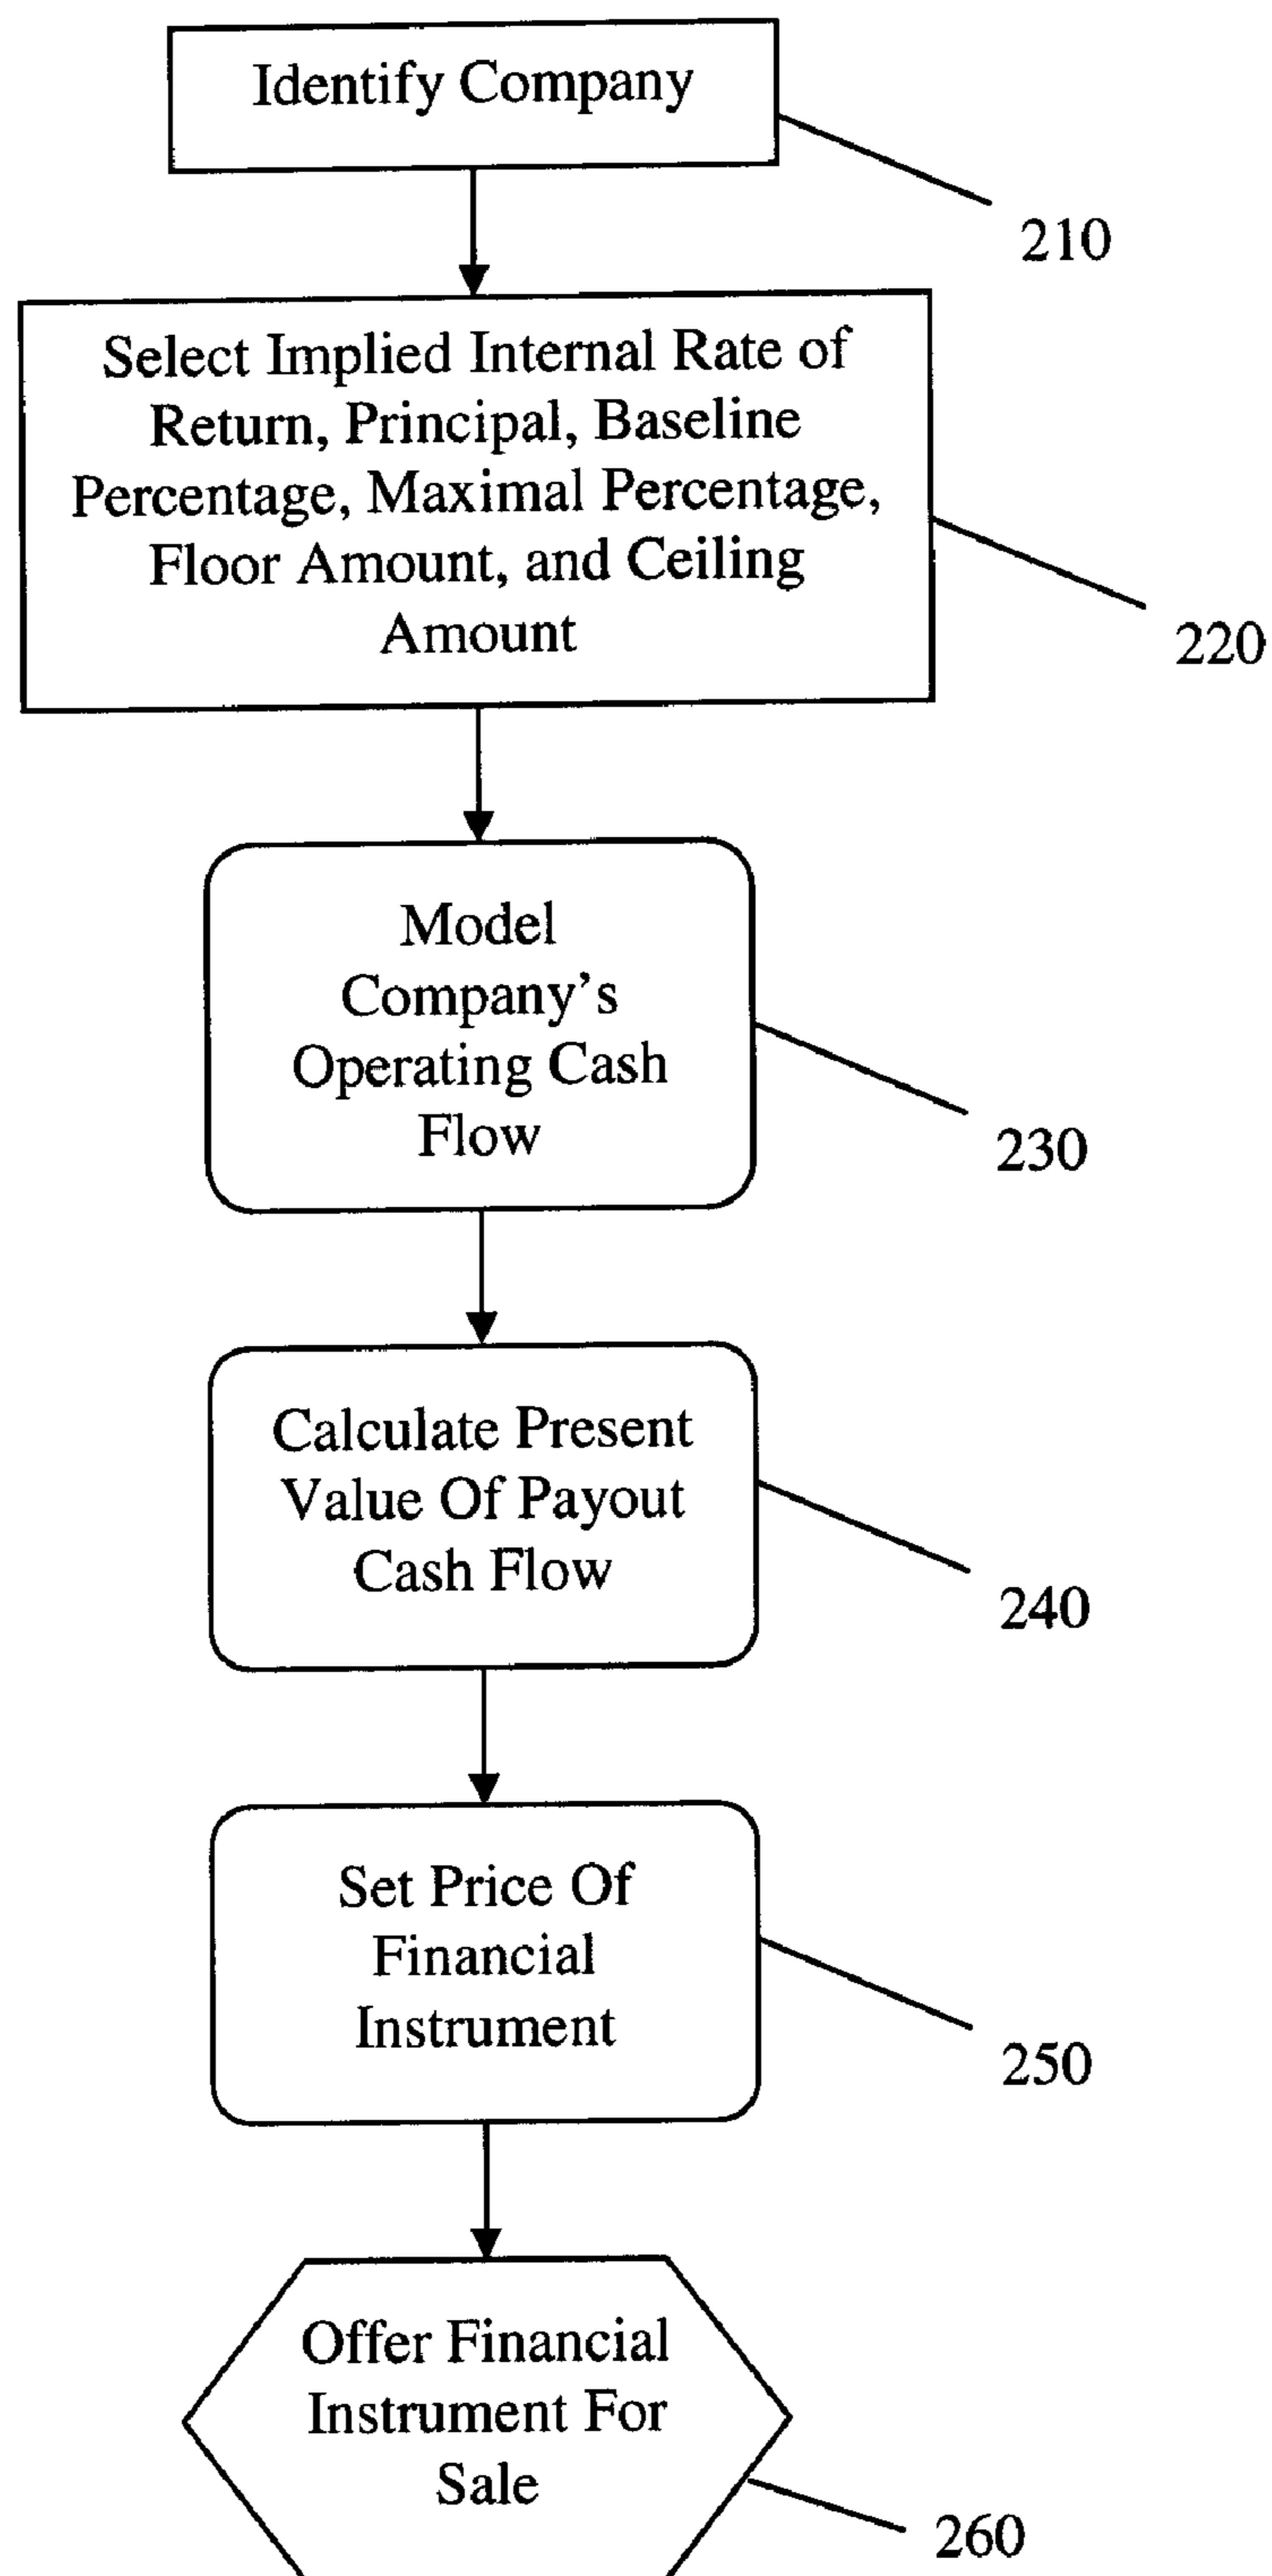 Identify Company
210
Select Implied Internal Rate of
Return, Principal, Baseline
Percentage, Maximal Percentage,
Floor Amount, and Ceiling
Amount
220
Model
Company's
Operating Cash
Flow
230
Calculate Present
Value Of Payout
Cash Flow
240
Set Price Of
Financial
Instrument
250
Offer Financial
Instrument For
Sale
260